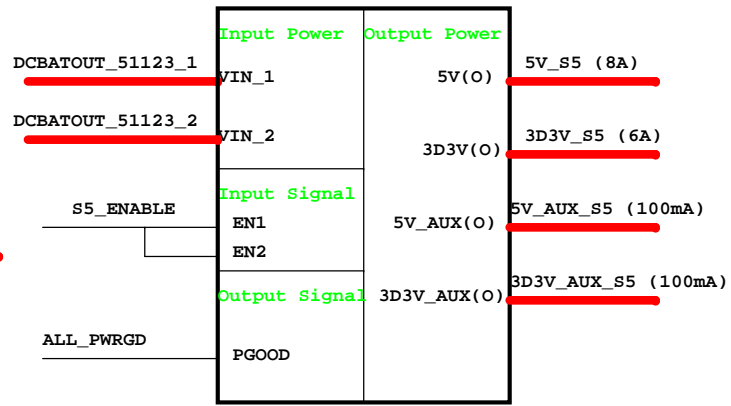 Input Power Output Power
DCBATOUT_51123_1 VIN_1 5V(O) 5V_S5 (8A)
DCBATOUT_51123_2 VIN_2 3D3V(O) 3D3V_S5 (6A)
Input Signal
S5_ENABLE EN1 5V_AUX(O) 5V_AUX_S5 (100mA)
EN2
Output Signal 3D3V_AUX(O) 3D3V_AUX_S5 (100mA)
ALL_PWRGD PGOOD